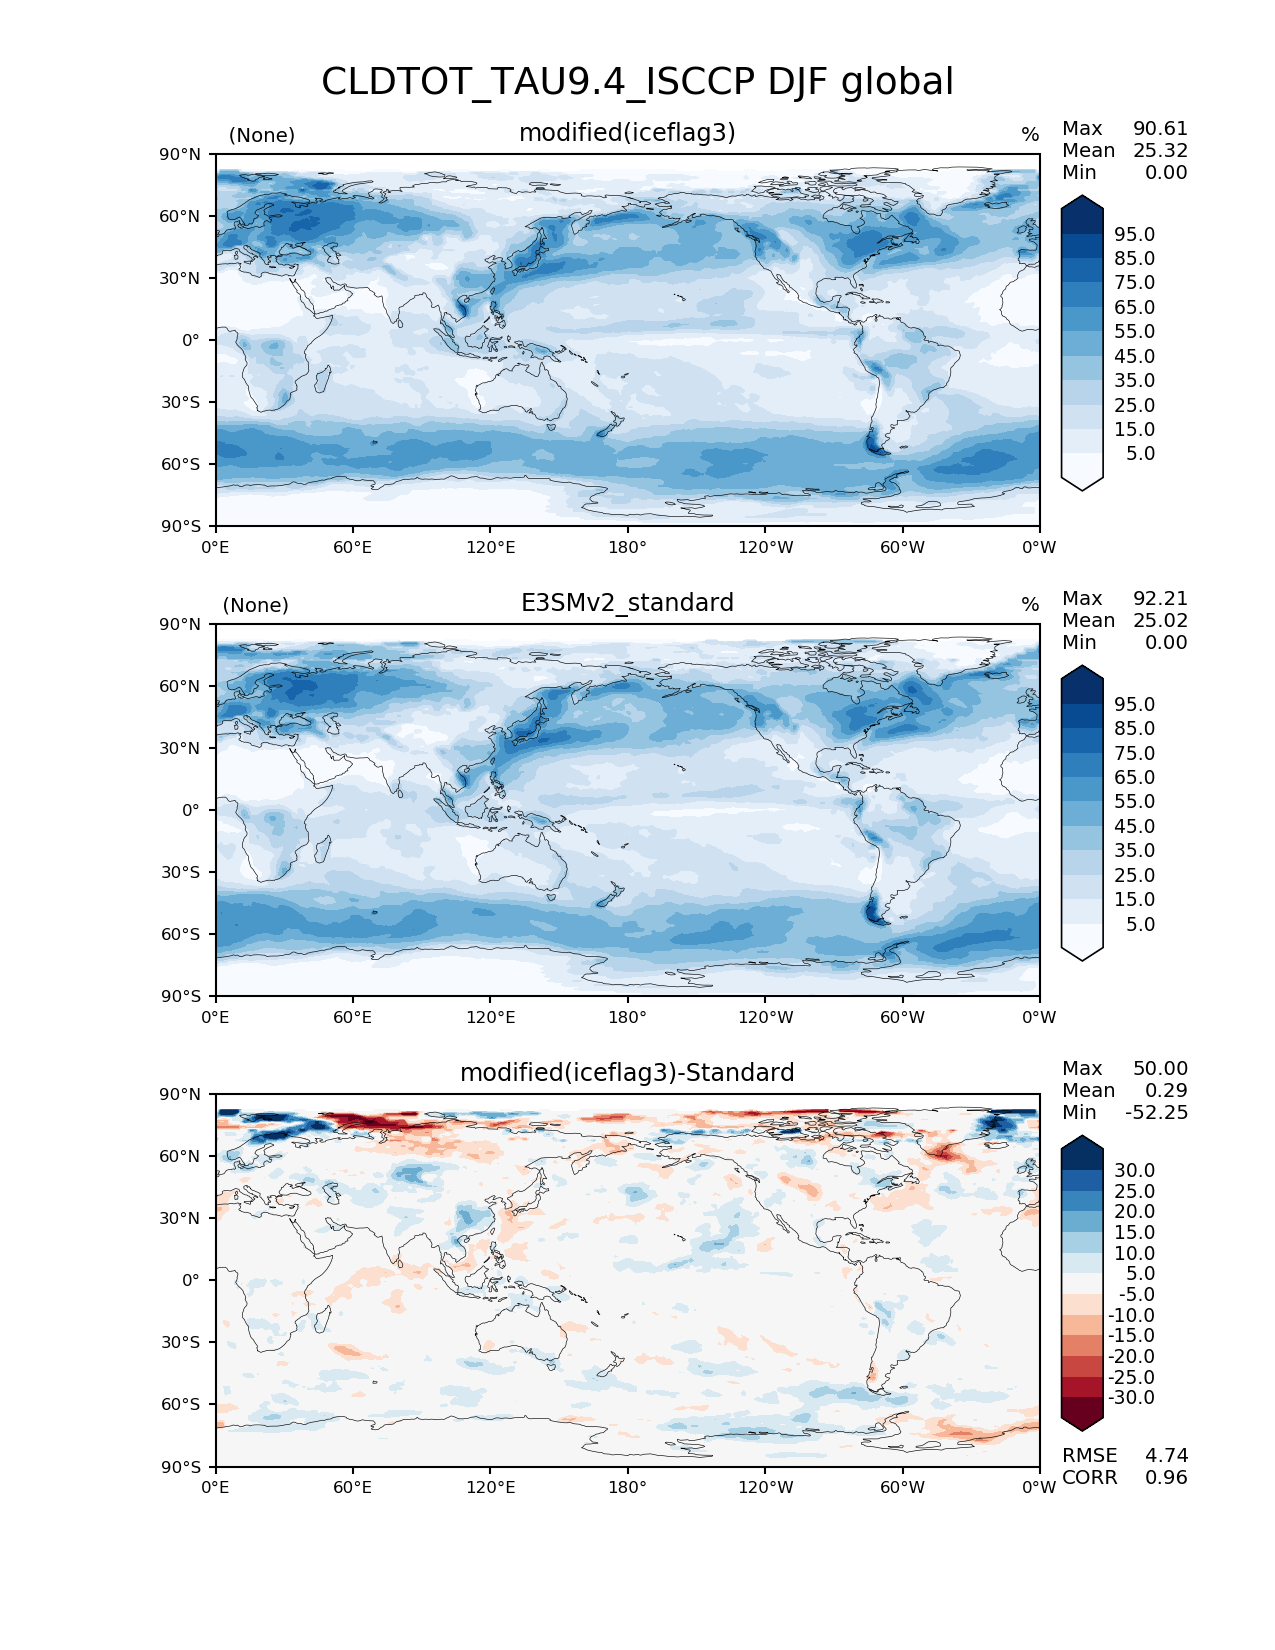 CLDTOT_TAU9.4_ISCCP DJF global
(None) modified(iceflag3) %
Max 90.61
Mean 25.32
Min 0.00
90°N
60°N
30°N
0°
30°S
60°S
90°S
0°E 60°E 120°E 180° 120°W 60°W 0°W
95.0
85.0
75.0
65.0
55.0
45.0
35.0
25.0
15.0
5.0
(None) E3SMv2_standard %
Max 92.21
Mean 25.02
Min 0.00
90°N
60°N
30°N
0°
30°S
60°S
90°S
0°E 60°E 120°E 180° 120°W 60°W 0°W
95.0
85.0
75.0
65.0
55.0
45.0
35.0
25.0
15.0
5.0
modified(iceflag3)-Standard
Max 50.00
Mean 0.29
Min -52.25
90°N
60°N
30°N
0°
30°S
60°S
90°S
0°E 60°E 120°E 180° 120°W 60°W 0°W
30.0
25.0
20.0
15.0
10.0
5.0
-5.0
-10.0
-15.0
-20.0
-25.0
-30.0
RMSE 4.74
CORR 0.96